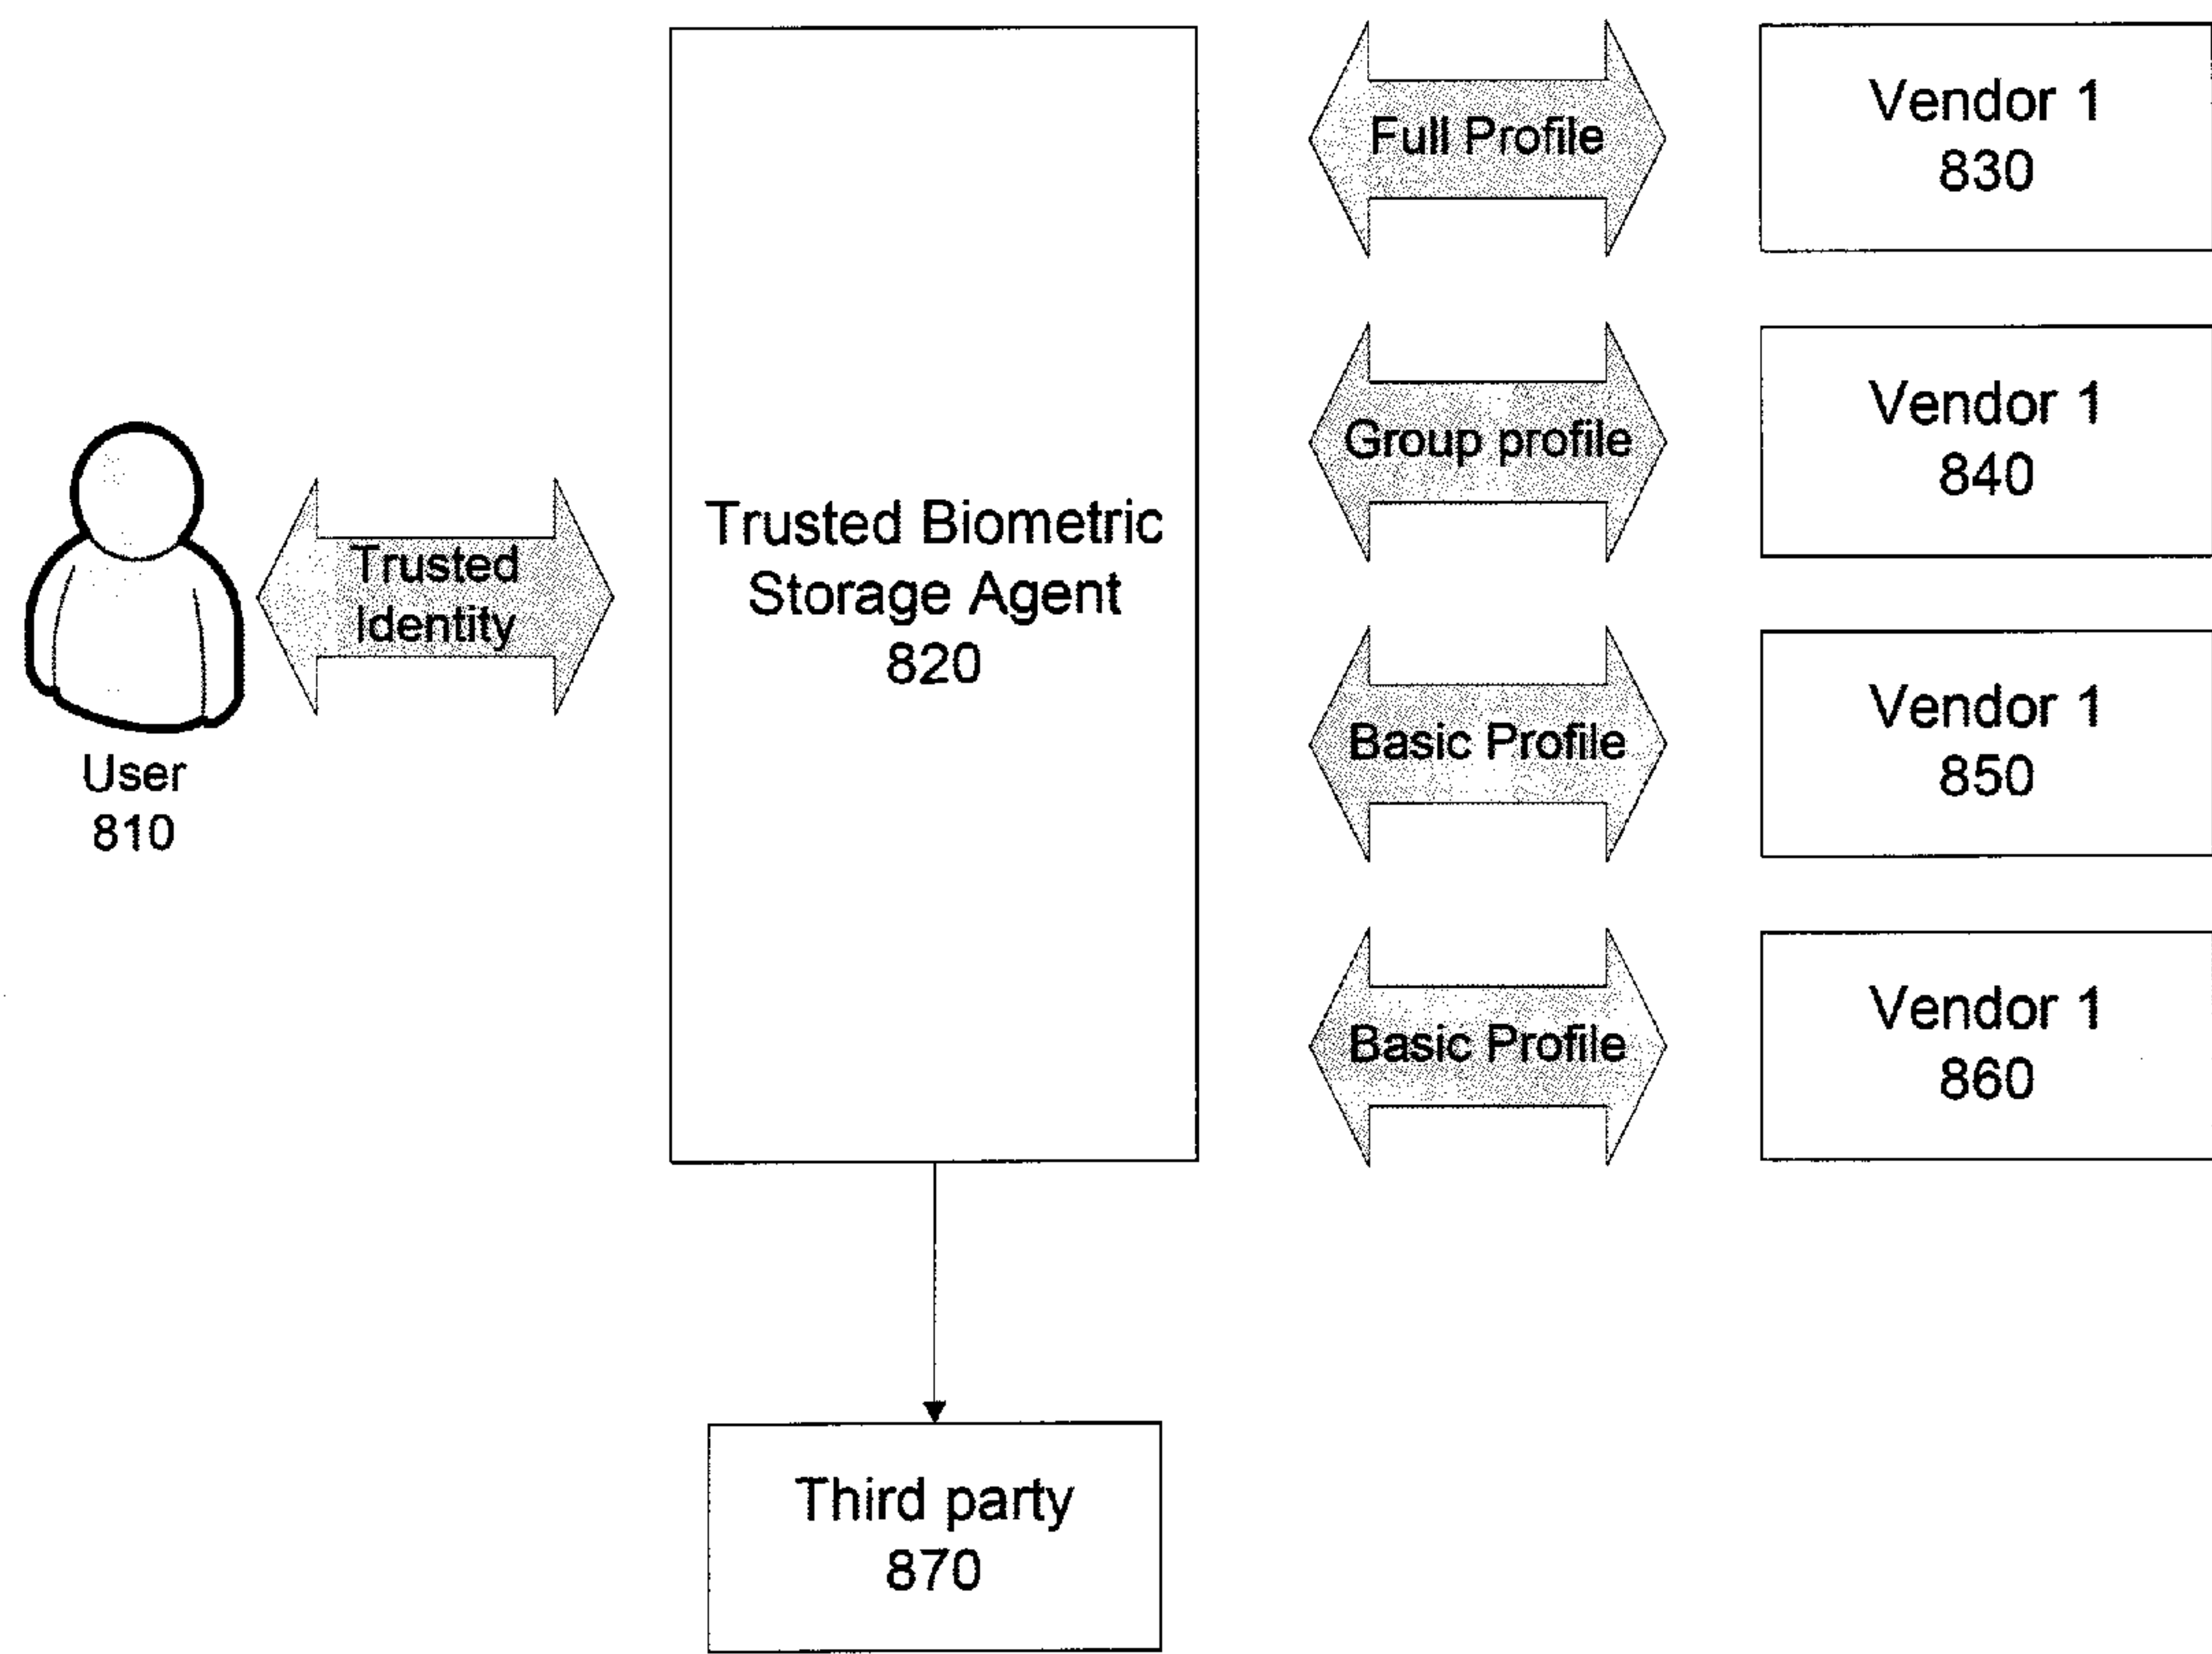 User
810
Trusted
Identity
Trusted Biometric
Storage Agent
820
Full Profile
Vendor 1
830
Group profile
Vendor 1
840
Basic Profile
Vendor 1
850
Basic Profile
Vendor 1
860
Third party
870